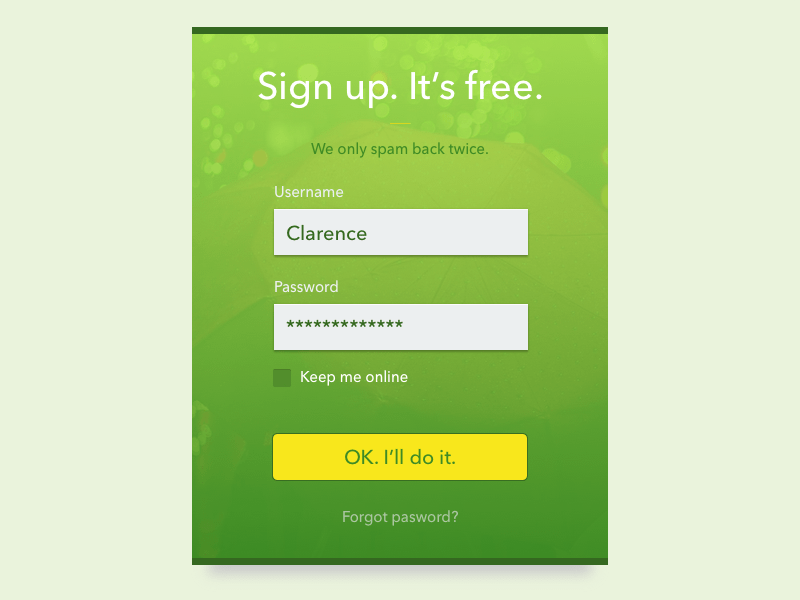 Sign up. It’s free.
We only spam back twice.
Username
Clarence
Password
*************
Keep me online
OK. I’ll do it.
Forgot pasword?